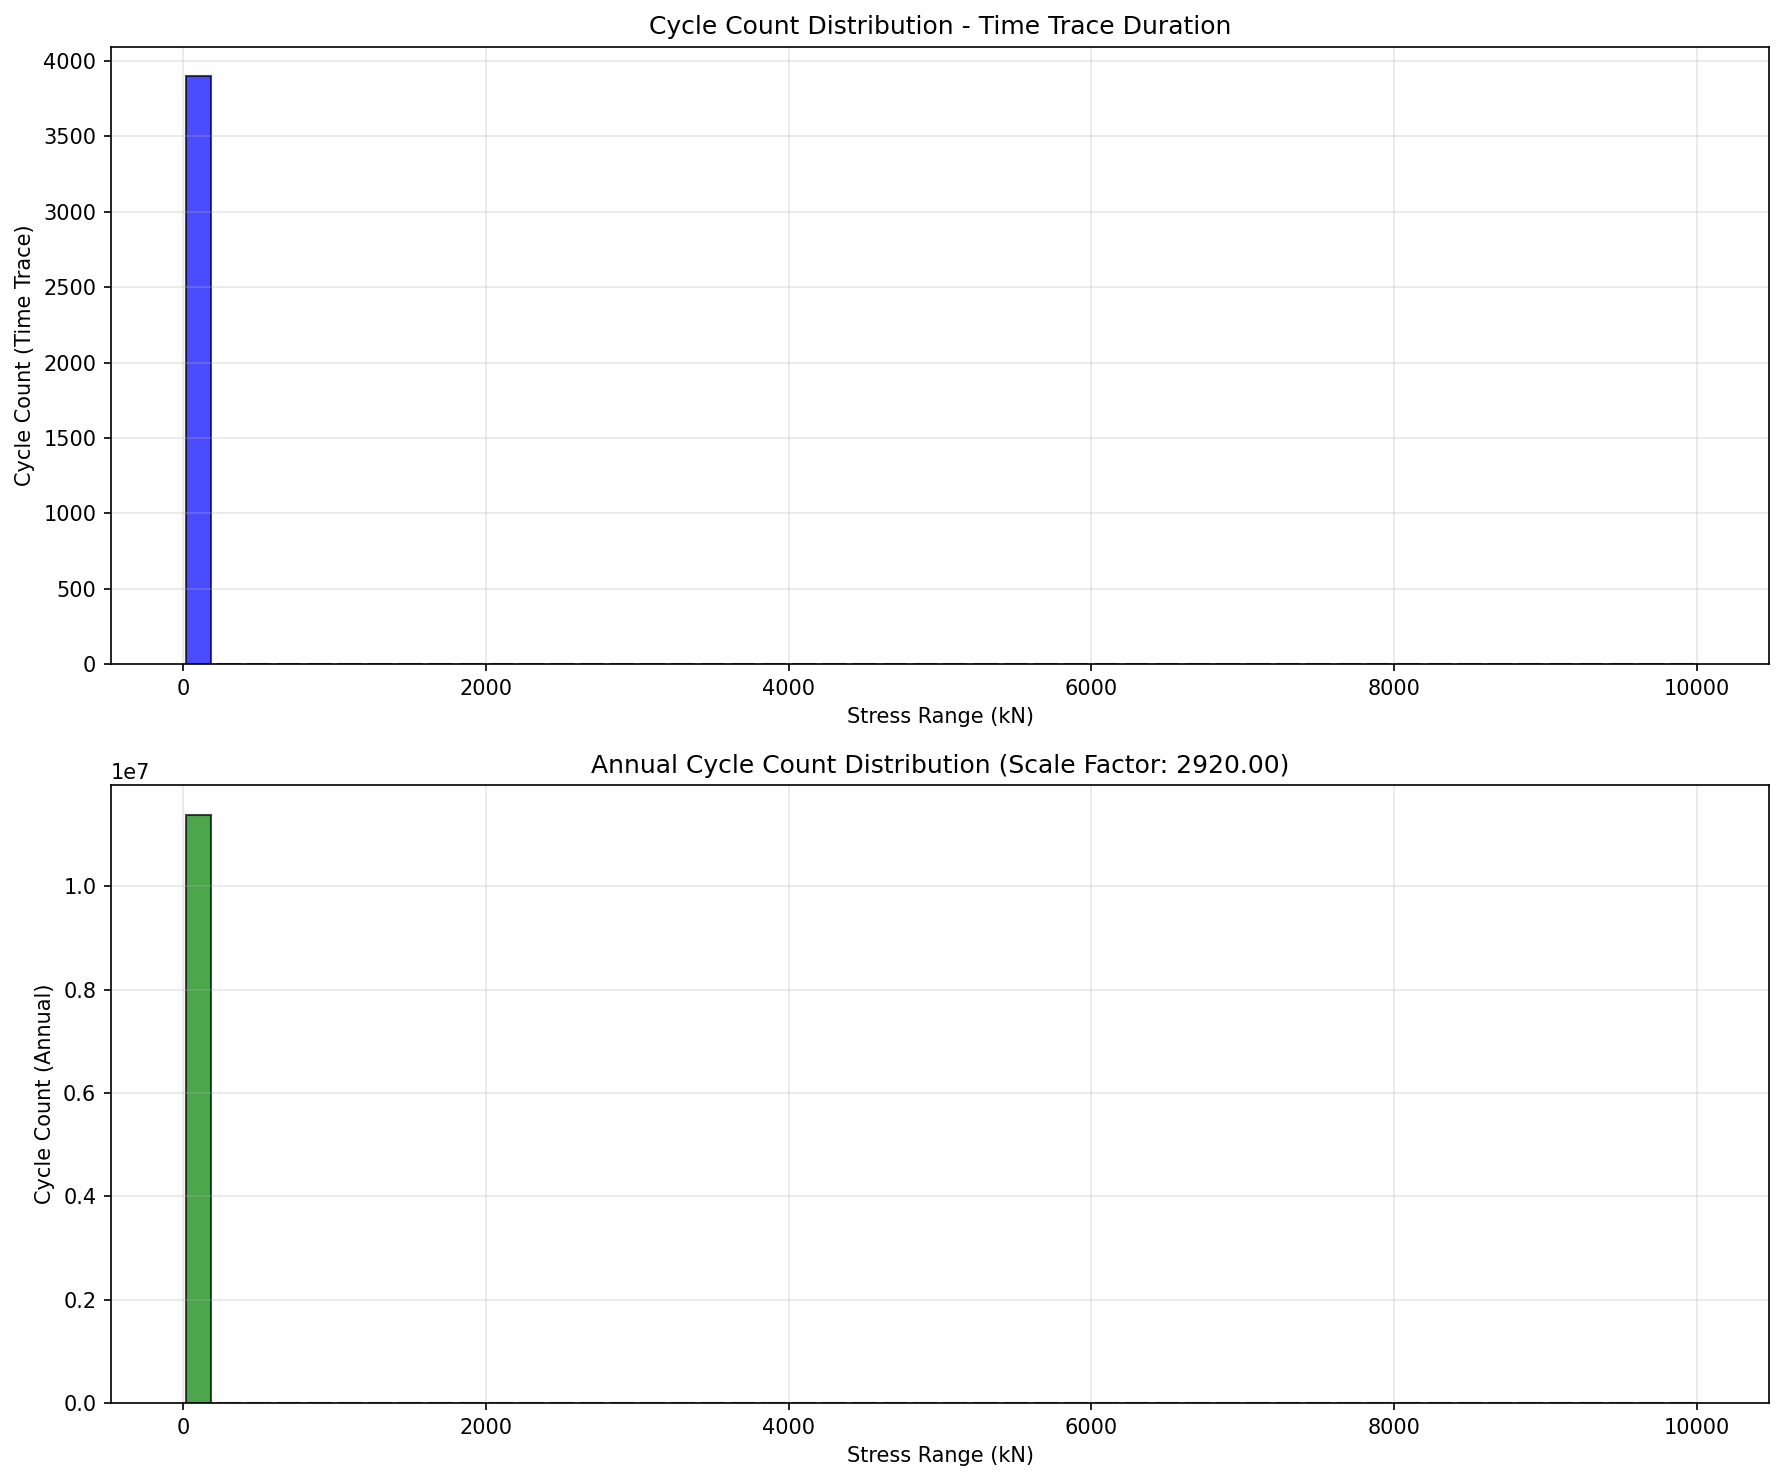 Cycle Count Distribution - Time Trace Duration
4000
3500
3000
2500
2000
1500
1000
500
0
Cycle Count (Time Trace)
0 2000 4000 6000 8000 10000
Stress Range (kN)
Annual Cycle Count Distribution (Scale Factor: 2920.00)
1e7
1.0
0.8
0.6
0.4
0.2
0.0
Cycle Count (Annual)
0 2000 4000 6000 8000 10000
Stress Range (kN)